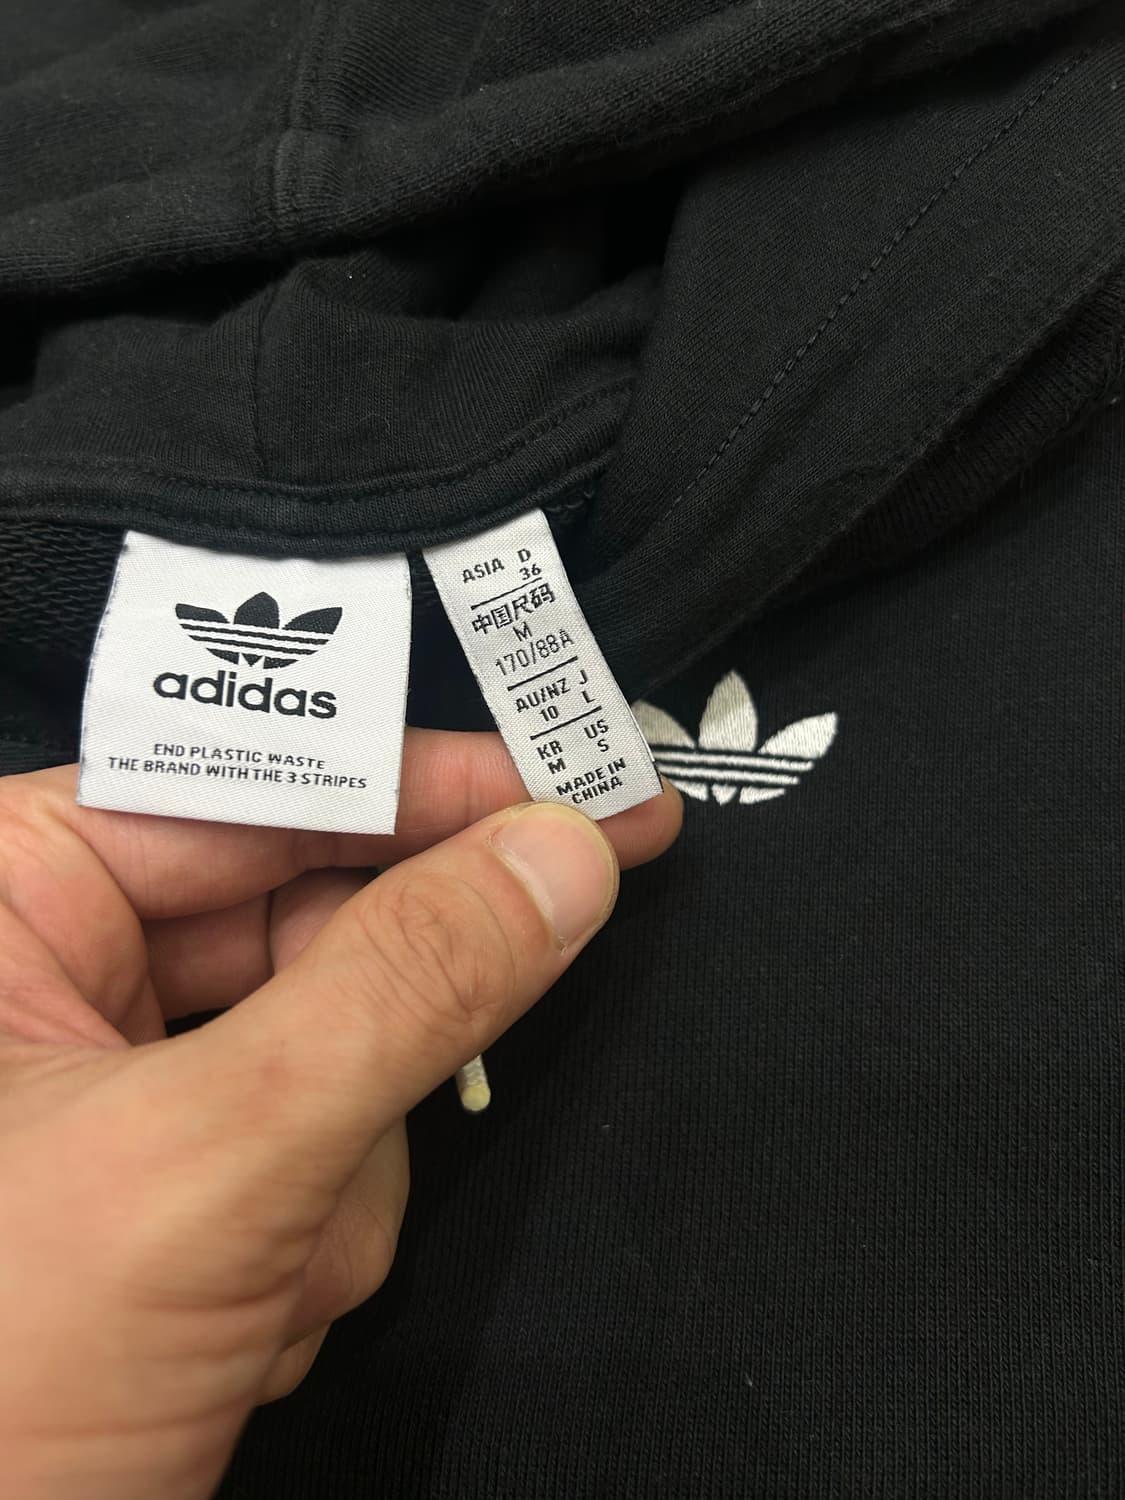 adidas
END PLASTIC WASTE
THE BRAND WITH THE 3 STRIPES
ASIA D
36
中国尺码
M
170/88A
AU/NZ J
10 L
KR US
M S
MADE IN
CHINA